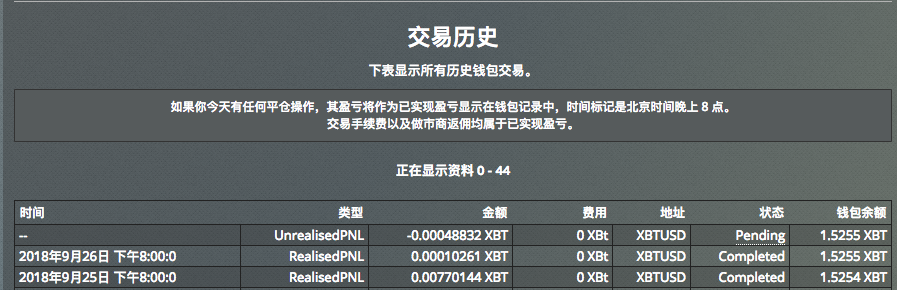 交易历史
下表显示所有历史钱包交易。
如果你今天有任何平仓操作，其盈亏将作为已实现盈亏显示在钱包记录中，时间标记是北京时间晚上 8 点。
交易手续费以及做市商返佣均属于已实现盈亏。
正在显示资料 0 - 44
时间 类型 金额 费用 地址 状态 钱包余额
-- UnrealisedPNL -0.00048832 XBT 0 XBt XBTUSD Pending 1.5255 XBT
2018年9月26日 下午8:00:0 RealisedPNL 0.00010261 XBT 0 XBt XBTUSD Completed 1.5255 XBT
2018年9月25日 下午8:00:0 RealisedPNL 0.00770144 XBT 0 XBt XBTUSD Completed 1.5254 XBT